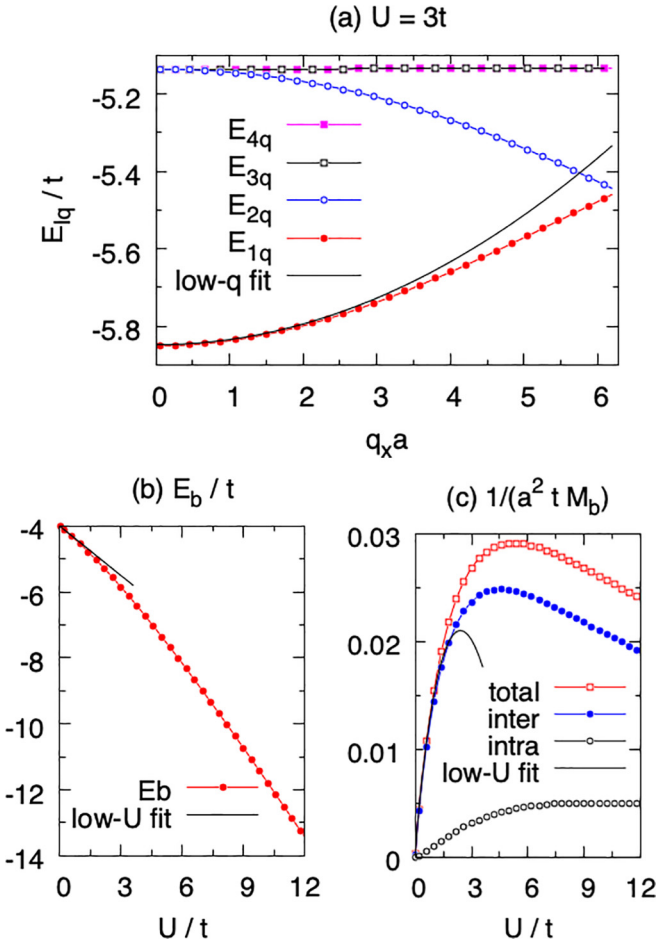 (a) U = 3t
-5.2
-5.4
-5.6
-5.8
E_lq / t
E_4q
E_3q
E_2q
E_1q
low-q fit
0 1 2 3 4 5 6
q_x a
(b) E_b / t
-4
-6
-8
-10
-12
-14
Eb
low-U fit
0 3 6 9 12
U / t
(c) 1/(a² t M_b)
0.03
0.02
0.01
0
total
inter
intra
low-U fit
0 3 6 9 12
U / t